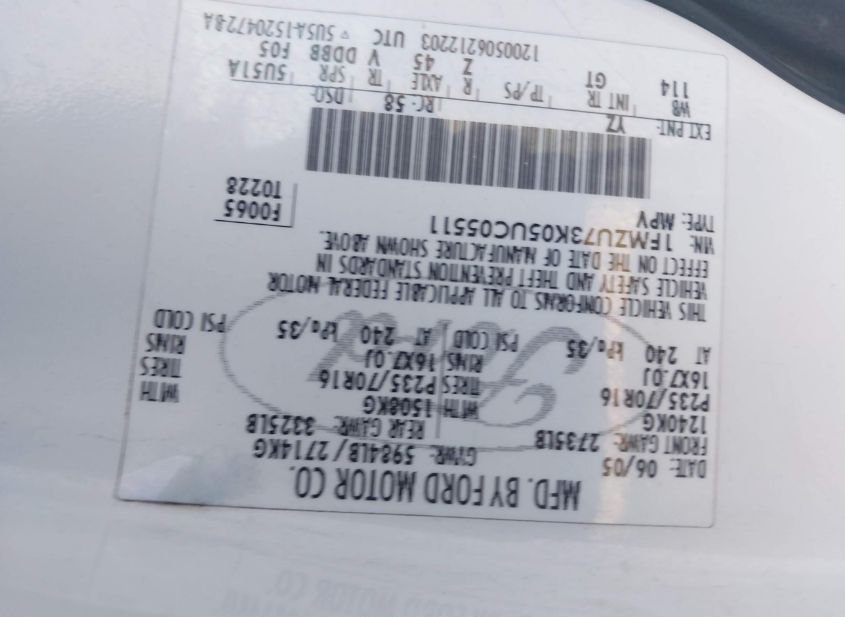 MFD. BY FORD MOTOR CO.
DATE: 06/05 GVWR: 5984LB / 2714KG
FRONT GAWR: 2735LB REAR GAWR: 3325LB
1240KG WITH 1508KG WITH
P235/70R16 TIRES P235/70R16 TIRES
16X7.0J RIMS 16X7.0J RIMS
AT 240 kPa/35 PSI COLD AT 240 kPa/35 PSI COLD
THIS VEHICLE CONFORMS TO ALL APPLICABLE FEDERAL MOTOR
VEHICLE SAFETY AND THEFT PREVENTION STANDARDS IN
EFFECT ON THE DATE OF MANUFACTURE SHOWN ABOVE.
VIN: 1FMZU73K05UC05511 F0065
TYPE: MPV T0228
EXT PNT: YZ RC: 58 DSO:
WB INT TR TP/PS R AXLE TR SPR 5U51A
114 GT Z 45 V DDBB F05
1200506212203 UTC ▽ 5USA1520472BA